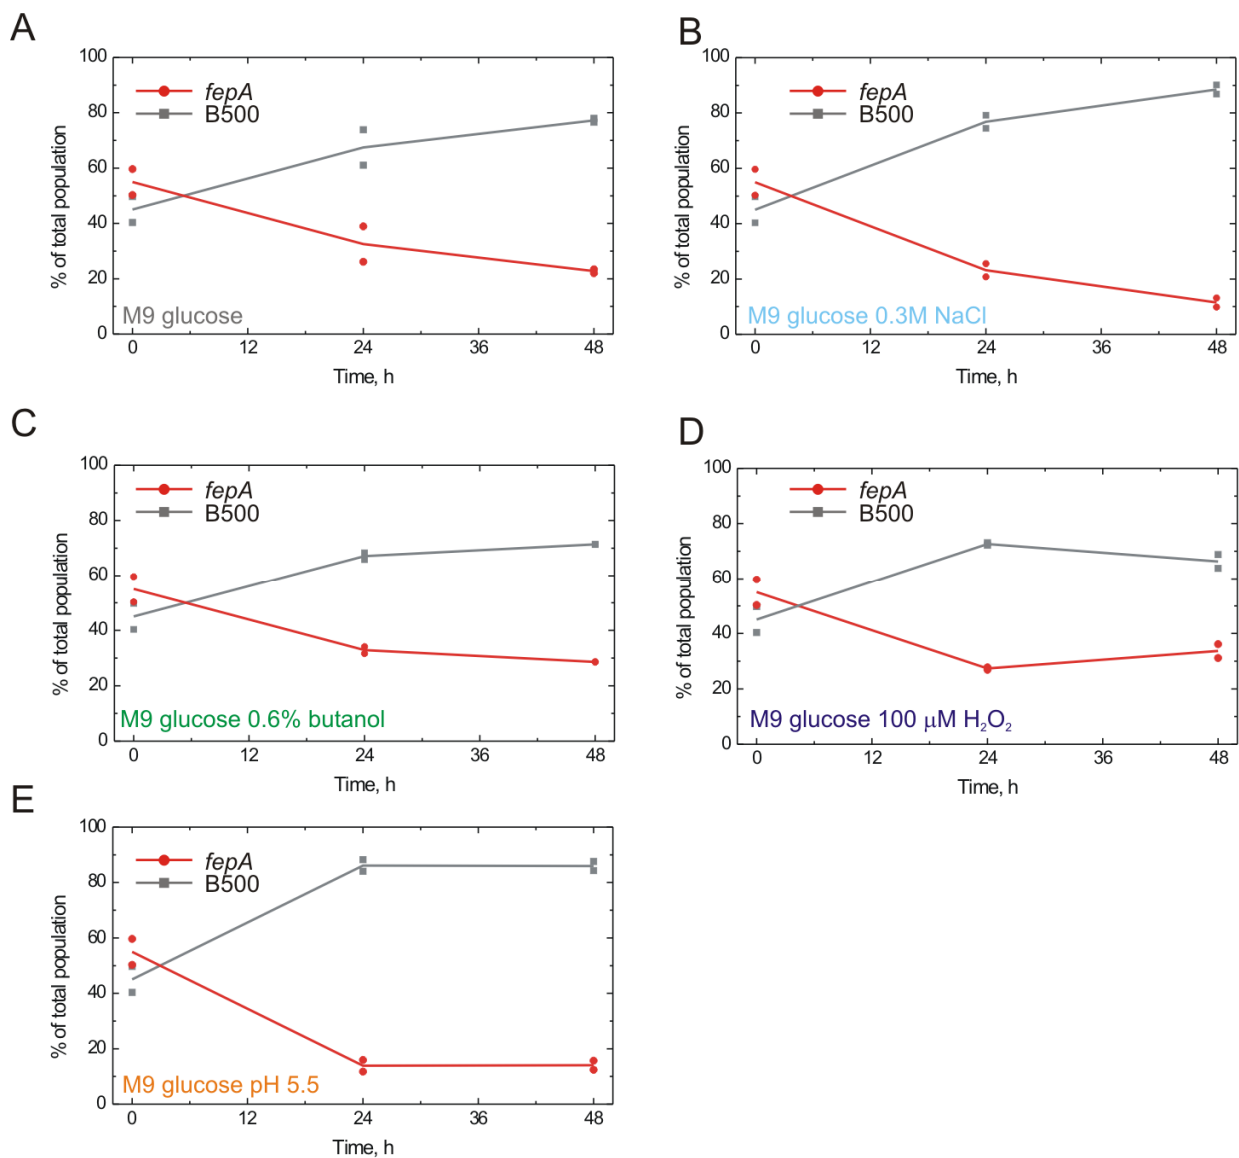 A
100
80
60
40
20
0
% of total population
fepA
B500
M9 glucose
0 12 24 36 48
Time, h
B
100
80
60
40
20
0
% of total population
fepA
B500
M9 glucose 0.3M NaCl
0 12 24 36 48
Time, h
C
100
80
60
40
20
0
% of total population
fepA
B500
M9 glucose 0.6% butanol
0 12 24 36 48
Time, h
D
100
80
60
40
20
0
% of total population
fepA
B500
M9 glucose 100 μM H₂O₂
0 12 24 36 48
Time, h
E
100
80
60
40
20
0
% of total population
fepA
B500
M9 glucose pH 5.5
0 12 24 36 48
Time, h